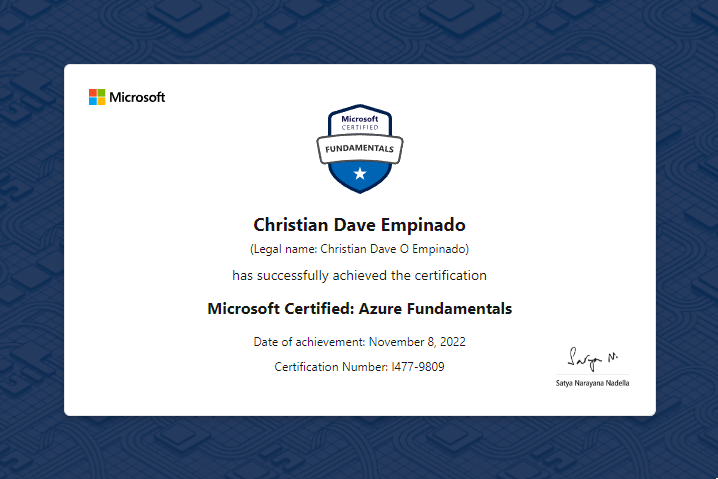 Microsoft
Microsoft
CERTIFIED
FUNDAMENTALS
Christian Dave Empinado
(Legal name: Christian Dave O Empinado)
has successfully achieved the certification
Microsoft Certified: Azure Fundamentals
Date of achievement: November 8, 2022
Certification Number: I477-9809
Satya N.
Satya Narayana Nadella